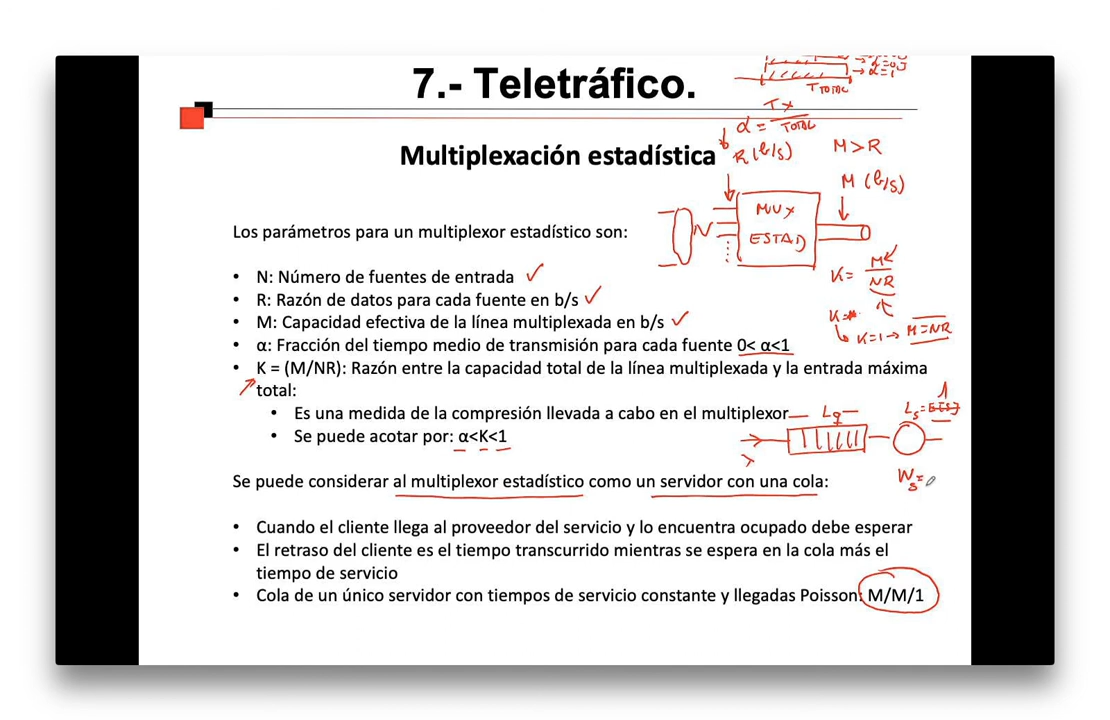 7.- Teletráfico.
T TOTAL
α = Tx / TOTAL
Multiplexación estadística
R (b/s)
M > R
M (b/s)
MUX
ESTAD
N
K = M / NR
Los parámetros para un multiplexor estadístico son:
• N: Número de fuentes de entrada ✓
• R: Razón de datos para cada fuente en b/s ✓
• M: Capacidad efectiva de la línea multiplexada en b/s ✓
K=1 → M=NR
• α: Fracción del tiempo medio de transmisión para cada fuente 0< α<1
• K = (M/NR): Razón entre la capacidad total de la línea multiplexada y la entrada máxima
total:
• Es una medida de la compresión llevada a cabo en el multiplexor
Lq
Ls=
• Se puede acotar por: α<K<1
λ
Ws=
Se puede considerar al multiplexor estadístico como un servidor con una cola:
• Cuando el cliente llega al proveedor del servicio y lo encuentra ocupado debe esperar
• El retraso del cliente es el tiempo transcurrido mientras se espera en la cola más el
tiempo de servicio
• Cola de un único servidor con tiempos de servicio constante y llegadas Poisson: M/M/1